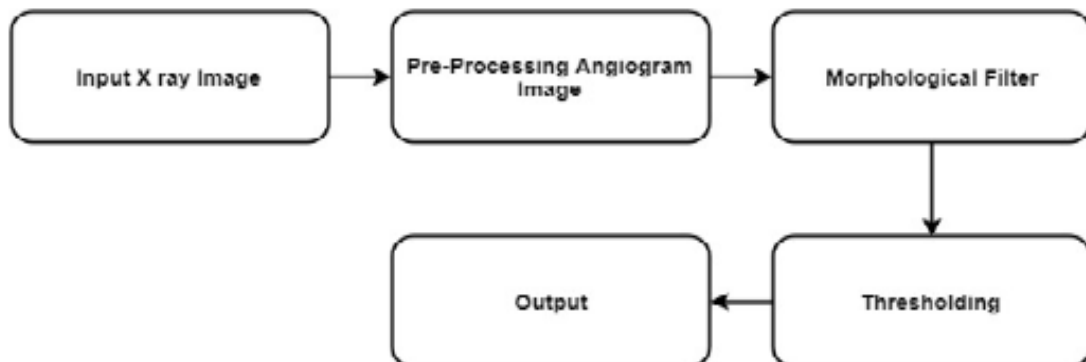 Input X ray Image
Pre-Processing Angiogram
Image
Morphological Filter
Thresholding
Output